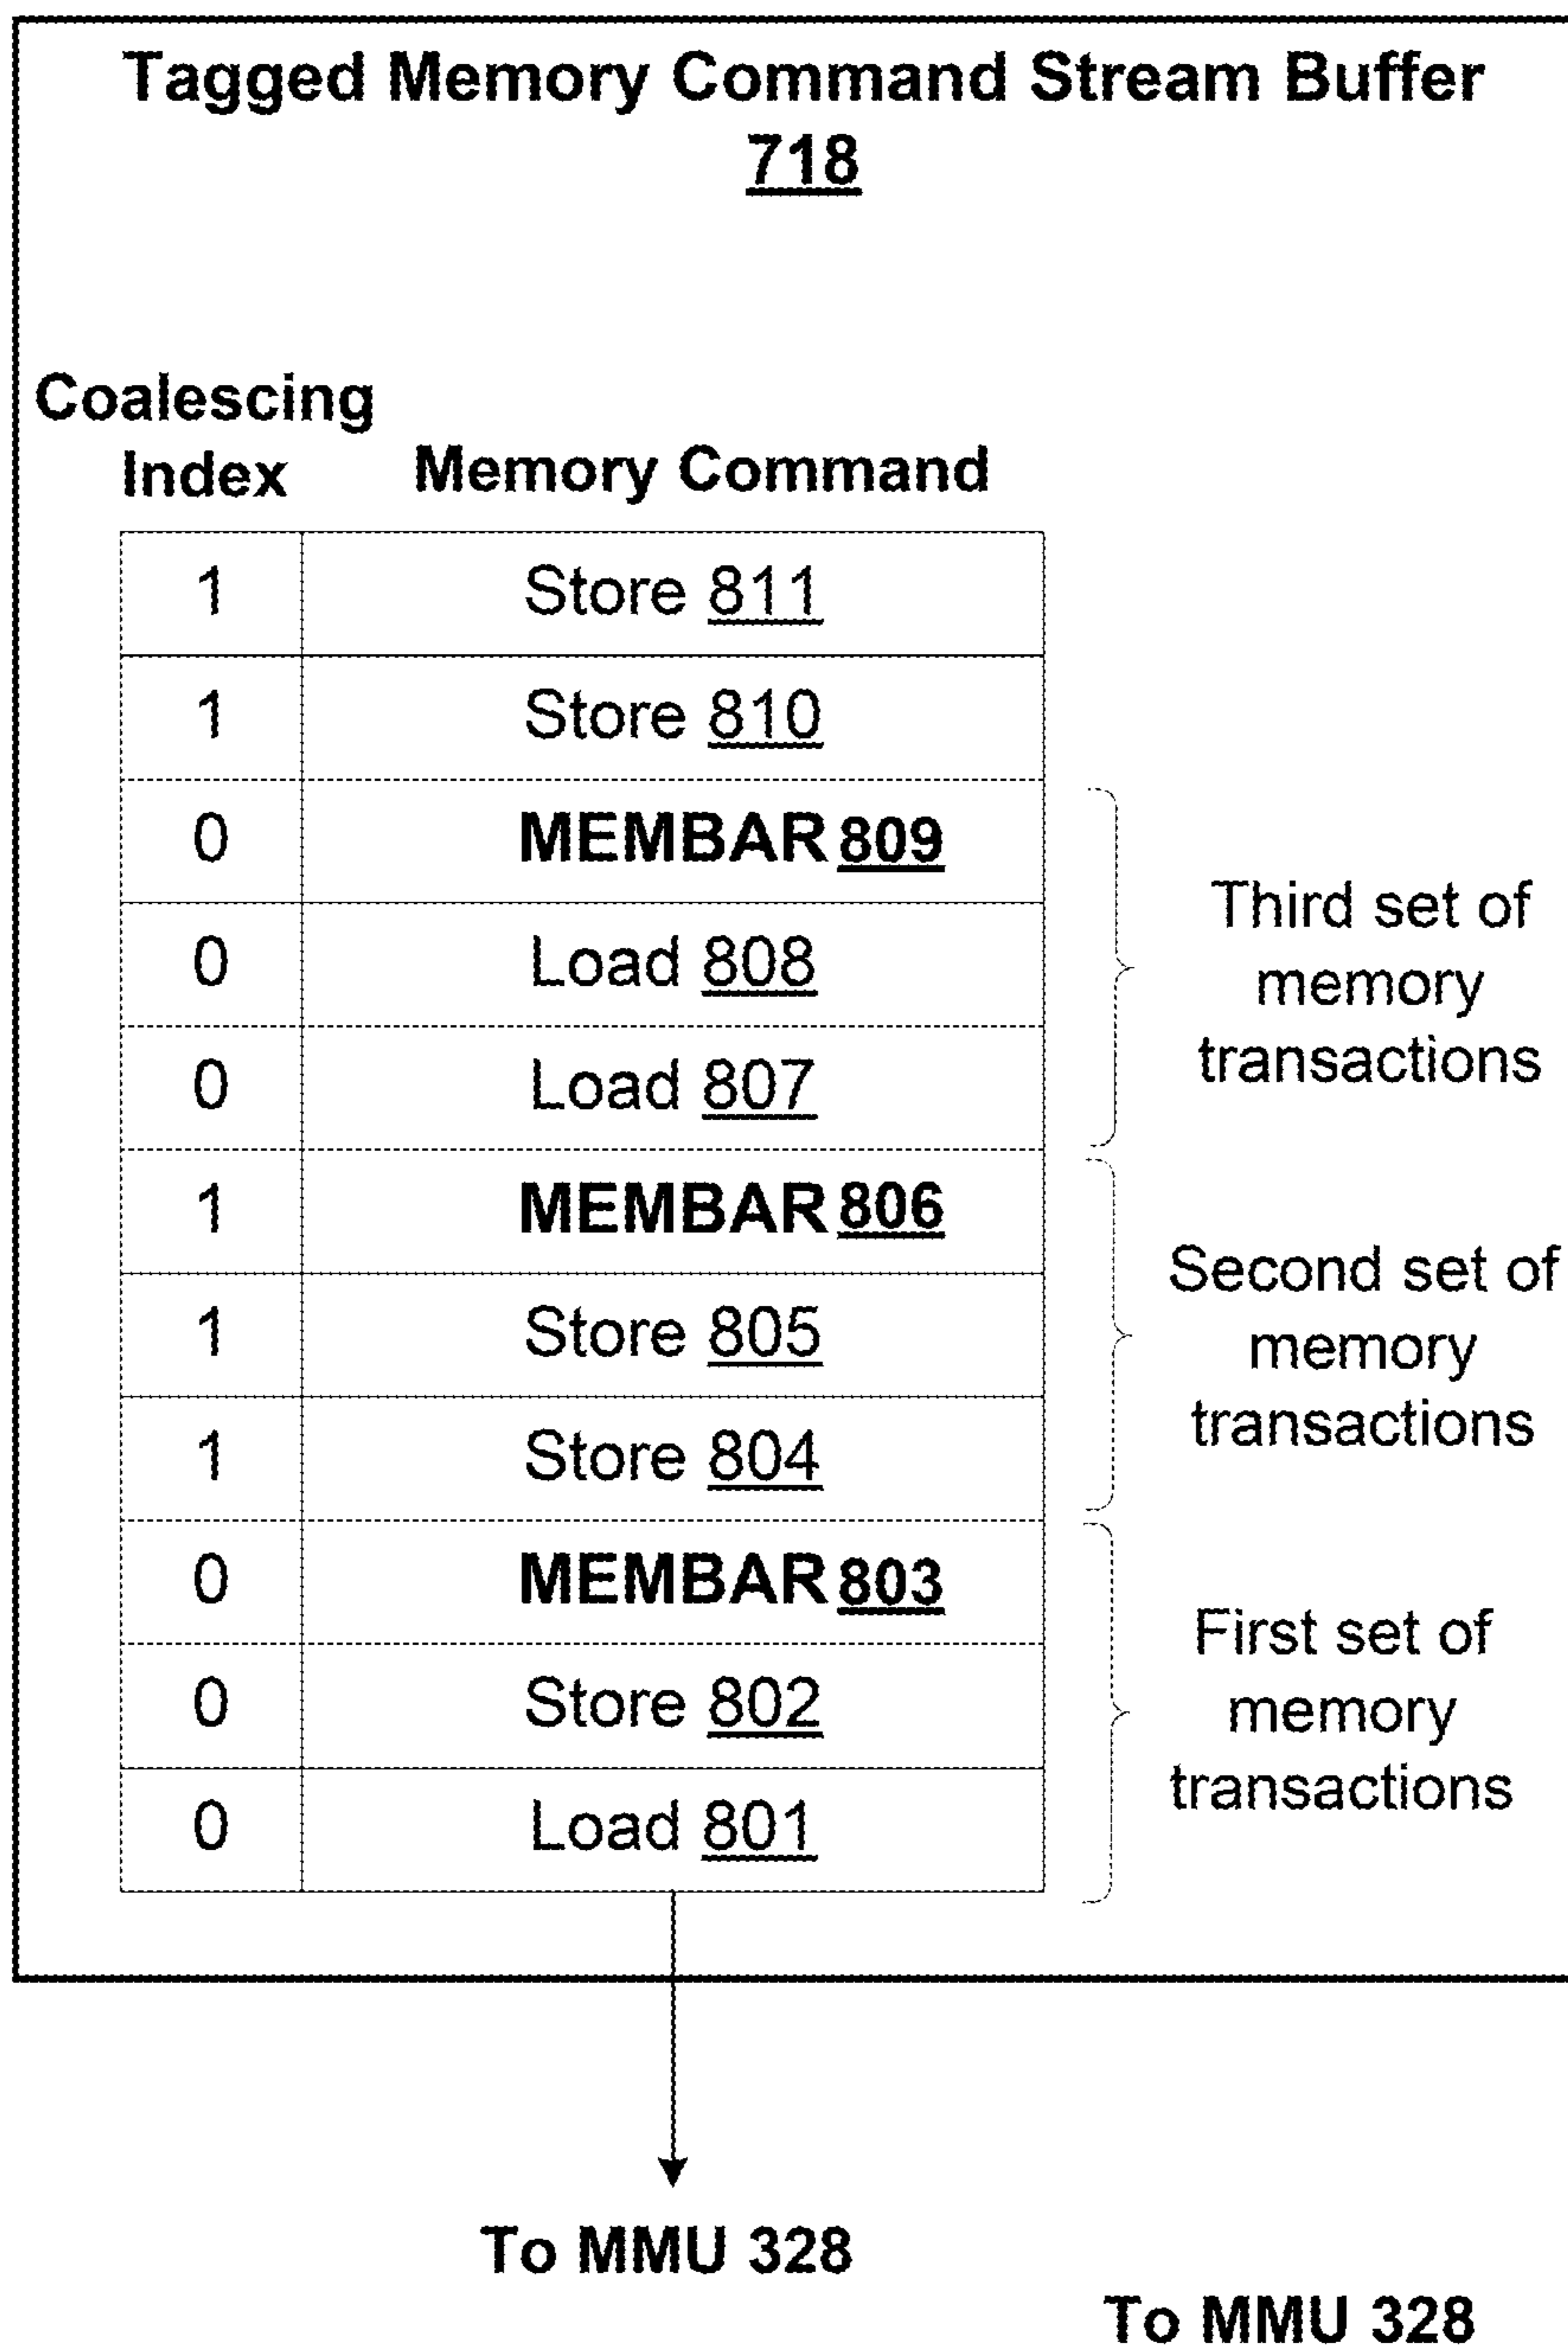 Tagged Memory Command Stream Buffer
718
Coalescing
Index
Memory Command
1 Store 811
1 Store 810
0 MEMBAR 809
0 Load 808
0 Load 807
1 MEMBAR 806
1 Store 805
1 Store 804
0 MEMBAR 803
0 Store 802
0 Load 801
Third set of
memory
transactions
Second set of
memory
transactions
First set of
memory
transactions
To MMU 328
To MMU 328